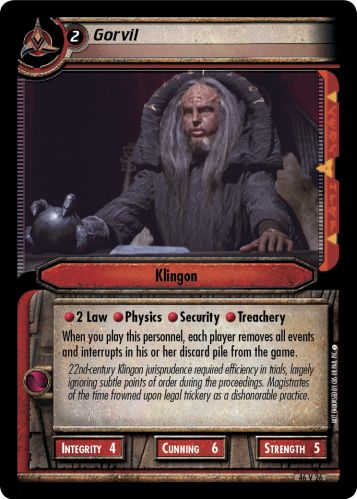 2 Gorvil
Klingon
2 Law Physics Security Treachery
When you play this personnel, each player removes all events
and interrupts in his or her discard pile from the game.
22nd-century Klingon jurisprudence required efficiency in trials, largely
ignoring subtle points of order during the proceedings. Magistrates
of the time frowned upon legal trickery as a dishonorable practice.
INTEGRITY 4 CUNNING 6 STRENGTH 5
46 V 26